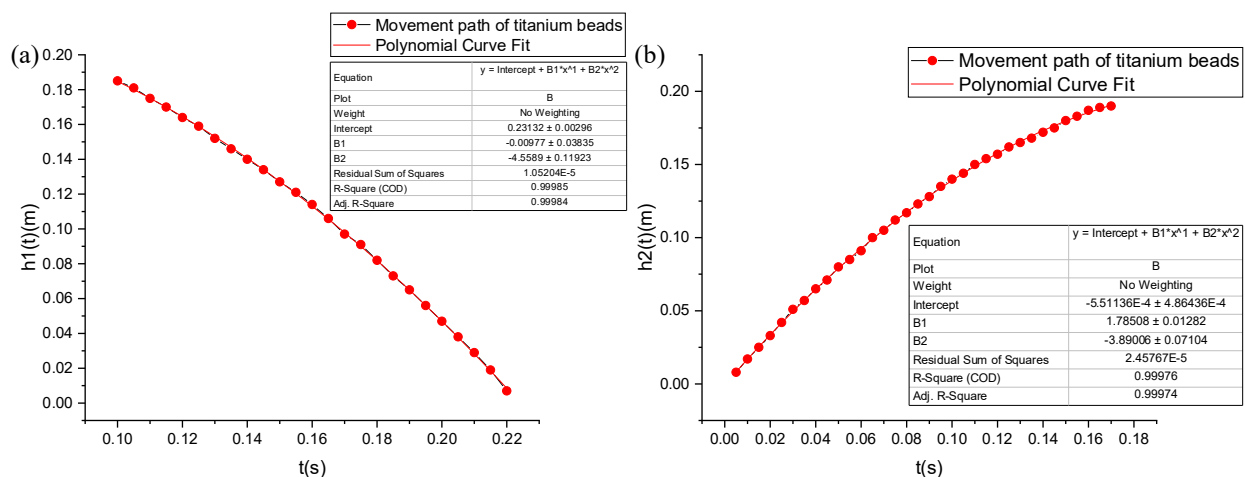 (a)
Movement path of titanium beads
Polynomial Curve Fit
Equation y = Intercept + B1*x^1 + B2*x^2
Plot B
Weight No Weighting
Intercept 0.23132 ± 0.00296
B1 -0.00977 ± 0.03835
B2 -4.5589 ± 0.11923
Residual Sum of Squares 1.05204E-5
R-Square (COD) 0.99985
Adj. R-Square 0.99984
0.20
0.18
0.16
0.14
0.12
0.10
0.08
0.06
0.04
0.02
0.00
h1(t)(m)
0.10 0.12 0.14 0.16 0.18 0.20 0.22
t(s)
(b)
Movement path of titanium beads
Polynomial Curve Fit
0.20
0.15
0.10
0.05
0.00
h2(t)(m)
Equation y = Intercept + B1*x^1 + B2*x^2
Plot B
Weight No Weighting
Intercept -5.51136E-4 ± 4.86436E-4
B1 1.78508 ± 0.01282
B2 -3.89006 ± 0.07104
Residual Sum of Squares 2.45767E-5
R-Square (COD) 0.99976
Adj. R-Square 0.99974
0.00 0.02 0.04 0.06 0.08 0.10 0.12 0.14 0.16 0.18
t(s)